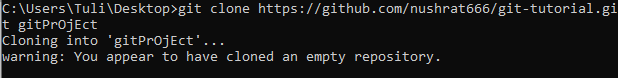 C:\Users\Tuli\Desktop>git clone https://github.com/nushrat666/git-tutorial.gi
t gitPrOjEct
Cloning into 'gitPrOjEct'...
warning: You appear to have cloned an empty repository.